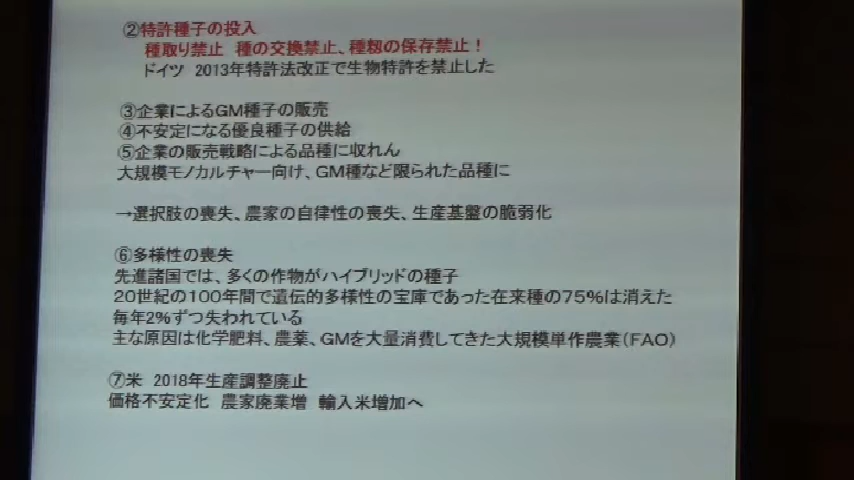 ②特許種子の投入
種取り禁止 種の交換禁止、種籾の保存禁止！
ドイツ 2013年特許法改正で生物特許を禁止した
③企業によるGM種子の販売
④不安定になる優良種子の供給
⑤企業の販売戦略による品種に収れん
大規模モノカルチャー向け、GM種など限られた品種に
→選択肢の喪失、農家の自律性の喪失、生産基盤の脆弱化
⑥多様性の喪失
先進諸国では、多くの作物がハイブリッドの種子
20世紀の100年間で遺伝的多様性の宝庫であった在来種の75%は消えた
毎年2%ずつ失われている
主な原因は化学肥料、農薬、GMを大量消費してきた大規模単作農業（FAO）
⑦米 2018年生産調整廃止
価格不安定化 農家廃業増 輸入米増加へ